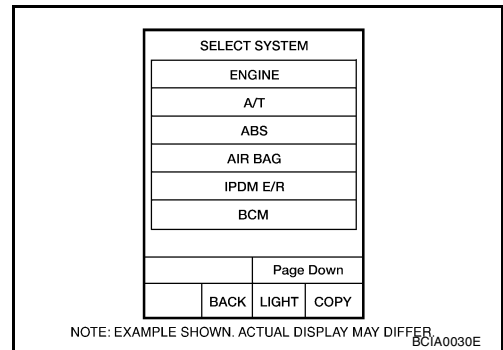 SELECT SYSTEM
ENGINE
A/T
ABS
AIR BAG
IPDM E/R
BCM
Page Down
BACK LIGHT COPY
NOTE: EXAMPLE SHOWN. ACTUAL DISPLAY MAY DIFFER.
BCIA0030E